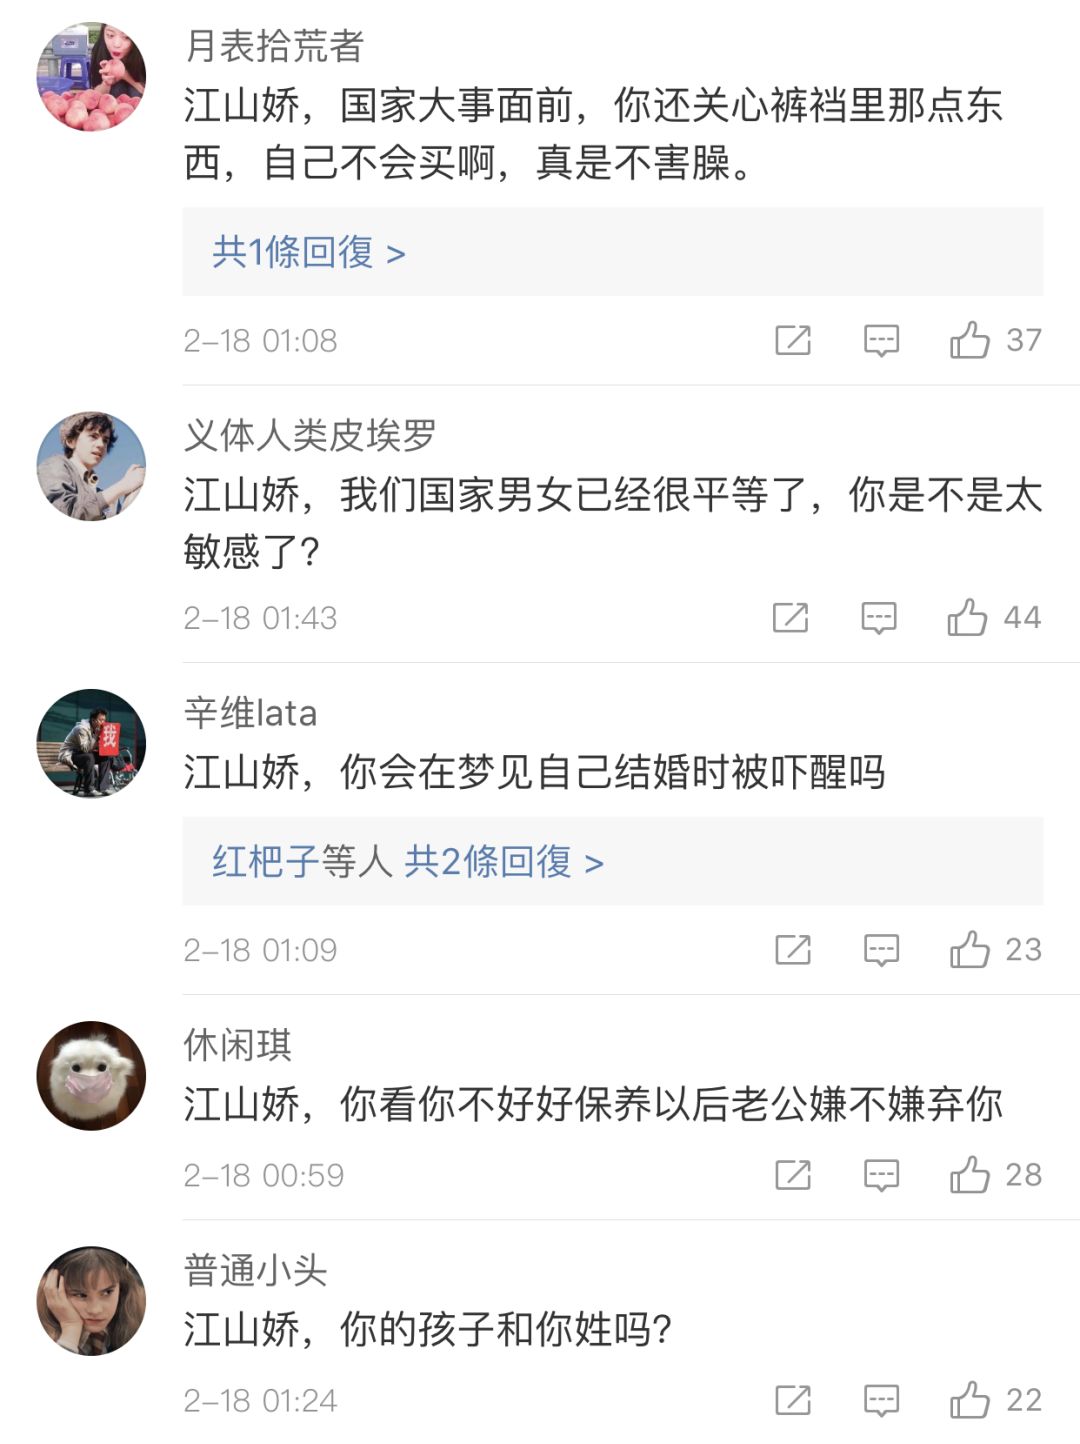 月表拾荒者
江山娇，国家大事面前，你还关心裤裆里那点东
西，自己不会买啊，真是不害臊。
共1條回復 >
2-18 01:08
37
义体人类皮埃罗
江山娇，我们国家男女已经很平等了，你是不是太
敏感了？
2-18 01:43
44
我
辛维lata
江山娇，你会在梦见自己结婚时被吓醒吗
红杷子等人 共2條回復 >
2-18 01:09
23
休闲琪
江山娇，你看你不好好保养以后老公嫌不嫌弃你
2-18 00:59
28
普通小头
江山娇，你的孩子和你姓吗？
2-18 01:24
22